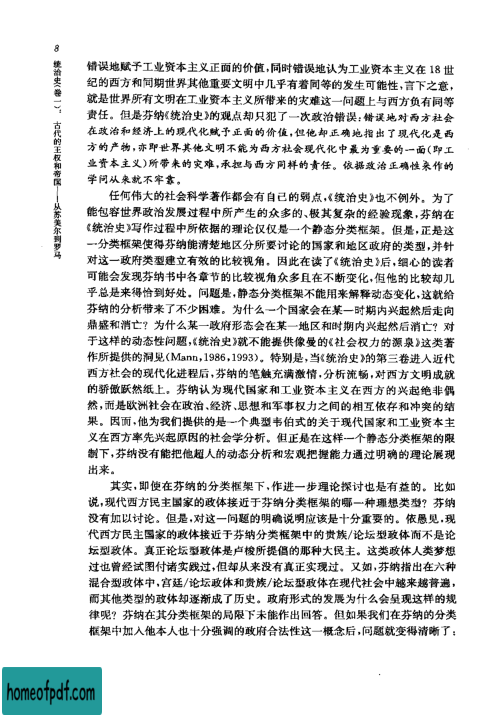 8
统治史(卷一):古代的王权和帝国——从苏美尔到罗马
错误地赋予工业资本主义正面的价值,同时错误地认为工业资本主义在 18 世
纪的西方和同期世界其他重要文明中几乎有着同等的发生可能性,言下之意,
就是世界所有文明在工业资本主义所带来的灾难这一问题上与西方负有同等
责任。但是芬纳《统治史》的观点却只犯了一次政治错误:错误地对西方社会
在政治和经济上的现代化赋予正面的价值,但他却正确地指出了现代化是西
方的产物,亦即世界其他文明不能为西方社会现代化中最为重要的一面(即工
业资本主义)所带来的灾难,承担与西方同样的责任。依据政治正确性来作的
学问从来就不牢靠。
任何伟大的社会科学著作都会有自己的弱点,《统治史》也不例外。为了
能包容世界政治发展过程中所产生的众多的、极其复杂的经验现象,芬纳在
《统治史》写作过程中所依据的理论仅仅是一个静态分类框架。但是,正是这
一分类框架使得芬纳能清楚地区分所要讨论的国家和地区政府的类型,并针
对这一政府类型建立有效的比较视角。因此在读了《统治史》后,细心的读者
可能会发现芬纳书中各章节的比较视角众多且在不断变化,但他的比较却几
乎总是来得恰到好处。问题是,静态分类框架不能用来解释动态变化,这就给
芬纳的分析带来了不少困难。为什么一个国家会在某一时期内兴起然后走向
鼎盛和消亡?为什么某一政府形态会在某一地区和时期内兴起然后消亡?对
于这样的动态性问题,《统治史》就不能提供像曼的《社会权力的源泉》这类著
作所提供的洞见(Mann,1986,1993)。特别是,当《统治史》的第三卷进入近代
西方社会的现代化进程后,芬纳的笔触充满激情,分析流畅,对西方文明成就
的骄傲跃然纸上。芬纳认为现代国家和工业资本主义在西方的兴起绝非偶
然,而是欧洲社会在政治、经济、思想和军事权力之间的相互依存和冲突的结
果。因而,他为我们提供的是一个典型韦伯式的关于现代国家和工业资本主
义在西方率先兴起原因的社会学分析。但正是在这样一个静态分类框架的限
制下,芬纳没有能把他超人的动态分析和宏观把握能力通过明确的理论展现
出来。
其实,即使在芬纳的分类框架下,作进一步理论探讨也是有益的。比如
说,现代西方民主国家的政体接近于芬纳分类框架的哪一种理想类型?芬纳
没有加以讨论。但是,对这一问题的明确说明应该是十分重要的。依愚见,现
代西方民主国家的政体接近于芬纳分类框架中的贵族/论坛型政体而不是论
坛型政体。真正论坛型政体是卢梭所提倡的那种大民主。这类政体人类梦想
过也曾经试图付诸实践过,但却从来没有真正实现过。又如,芬纳指出在六种
混合型政体中,宫廷/论坛政体和贵族/论坛型政体在现代社会中越来越普遍,
而其他类型的政体却逐渐成了历史。政府形式的发展为什么会呈现这样的规
律呢?芬纳在其分类框架的局限下未能作出回答。但如果我们在芬纳的分类
框架中加入他本人也十分强调的政府合法性这一概念后,问题就变得清晰了:
homeofpdf.com